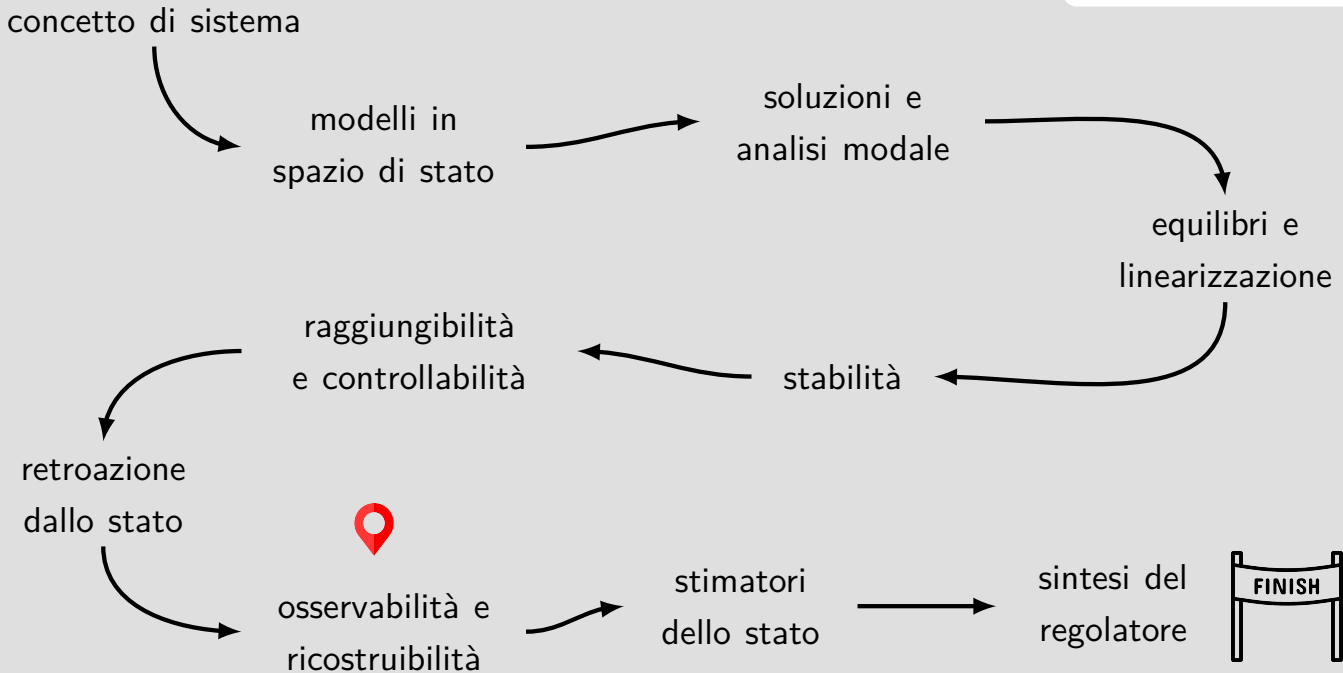 concetto di sistema
modelli in
spazio di stato
soluzioni e
analisi modale
equilibri e
linearizzazione
stabilità
raggiungibilità
e controllabilità
retroazione
dallo stato
osservabilità e
ricostruibilità
stimatori
dello stato
sintesi del
regolatore
FINISH